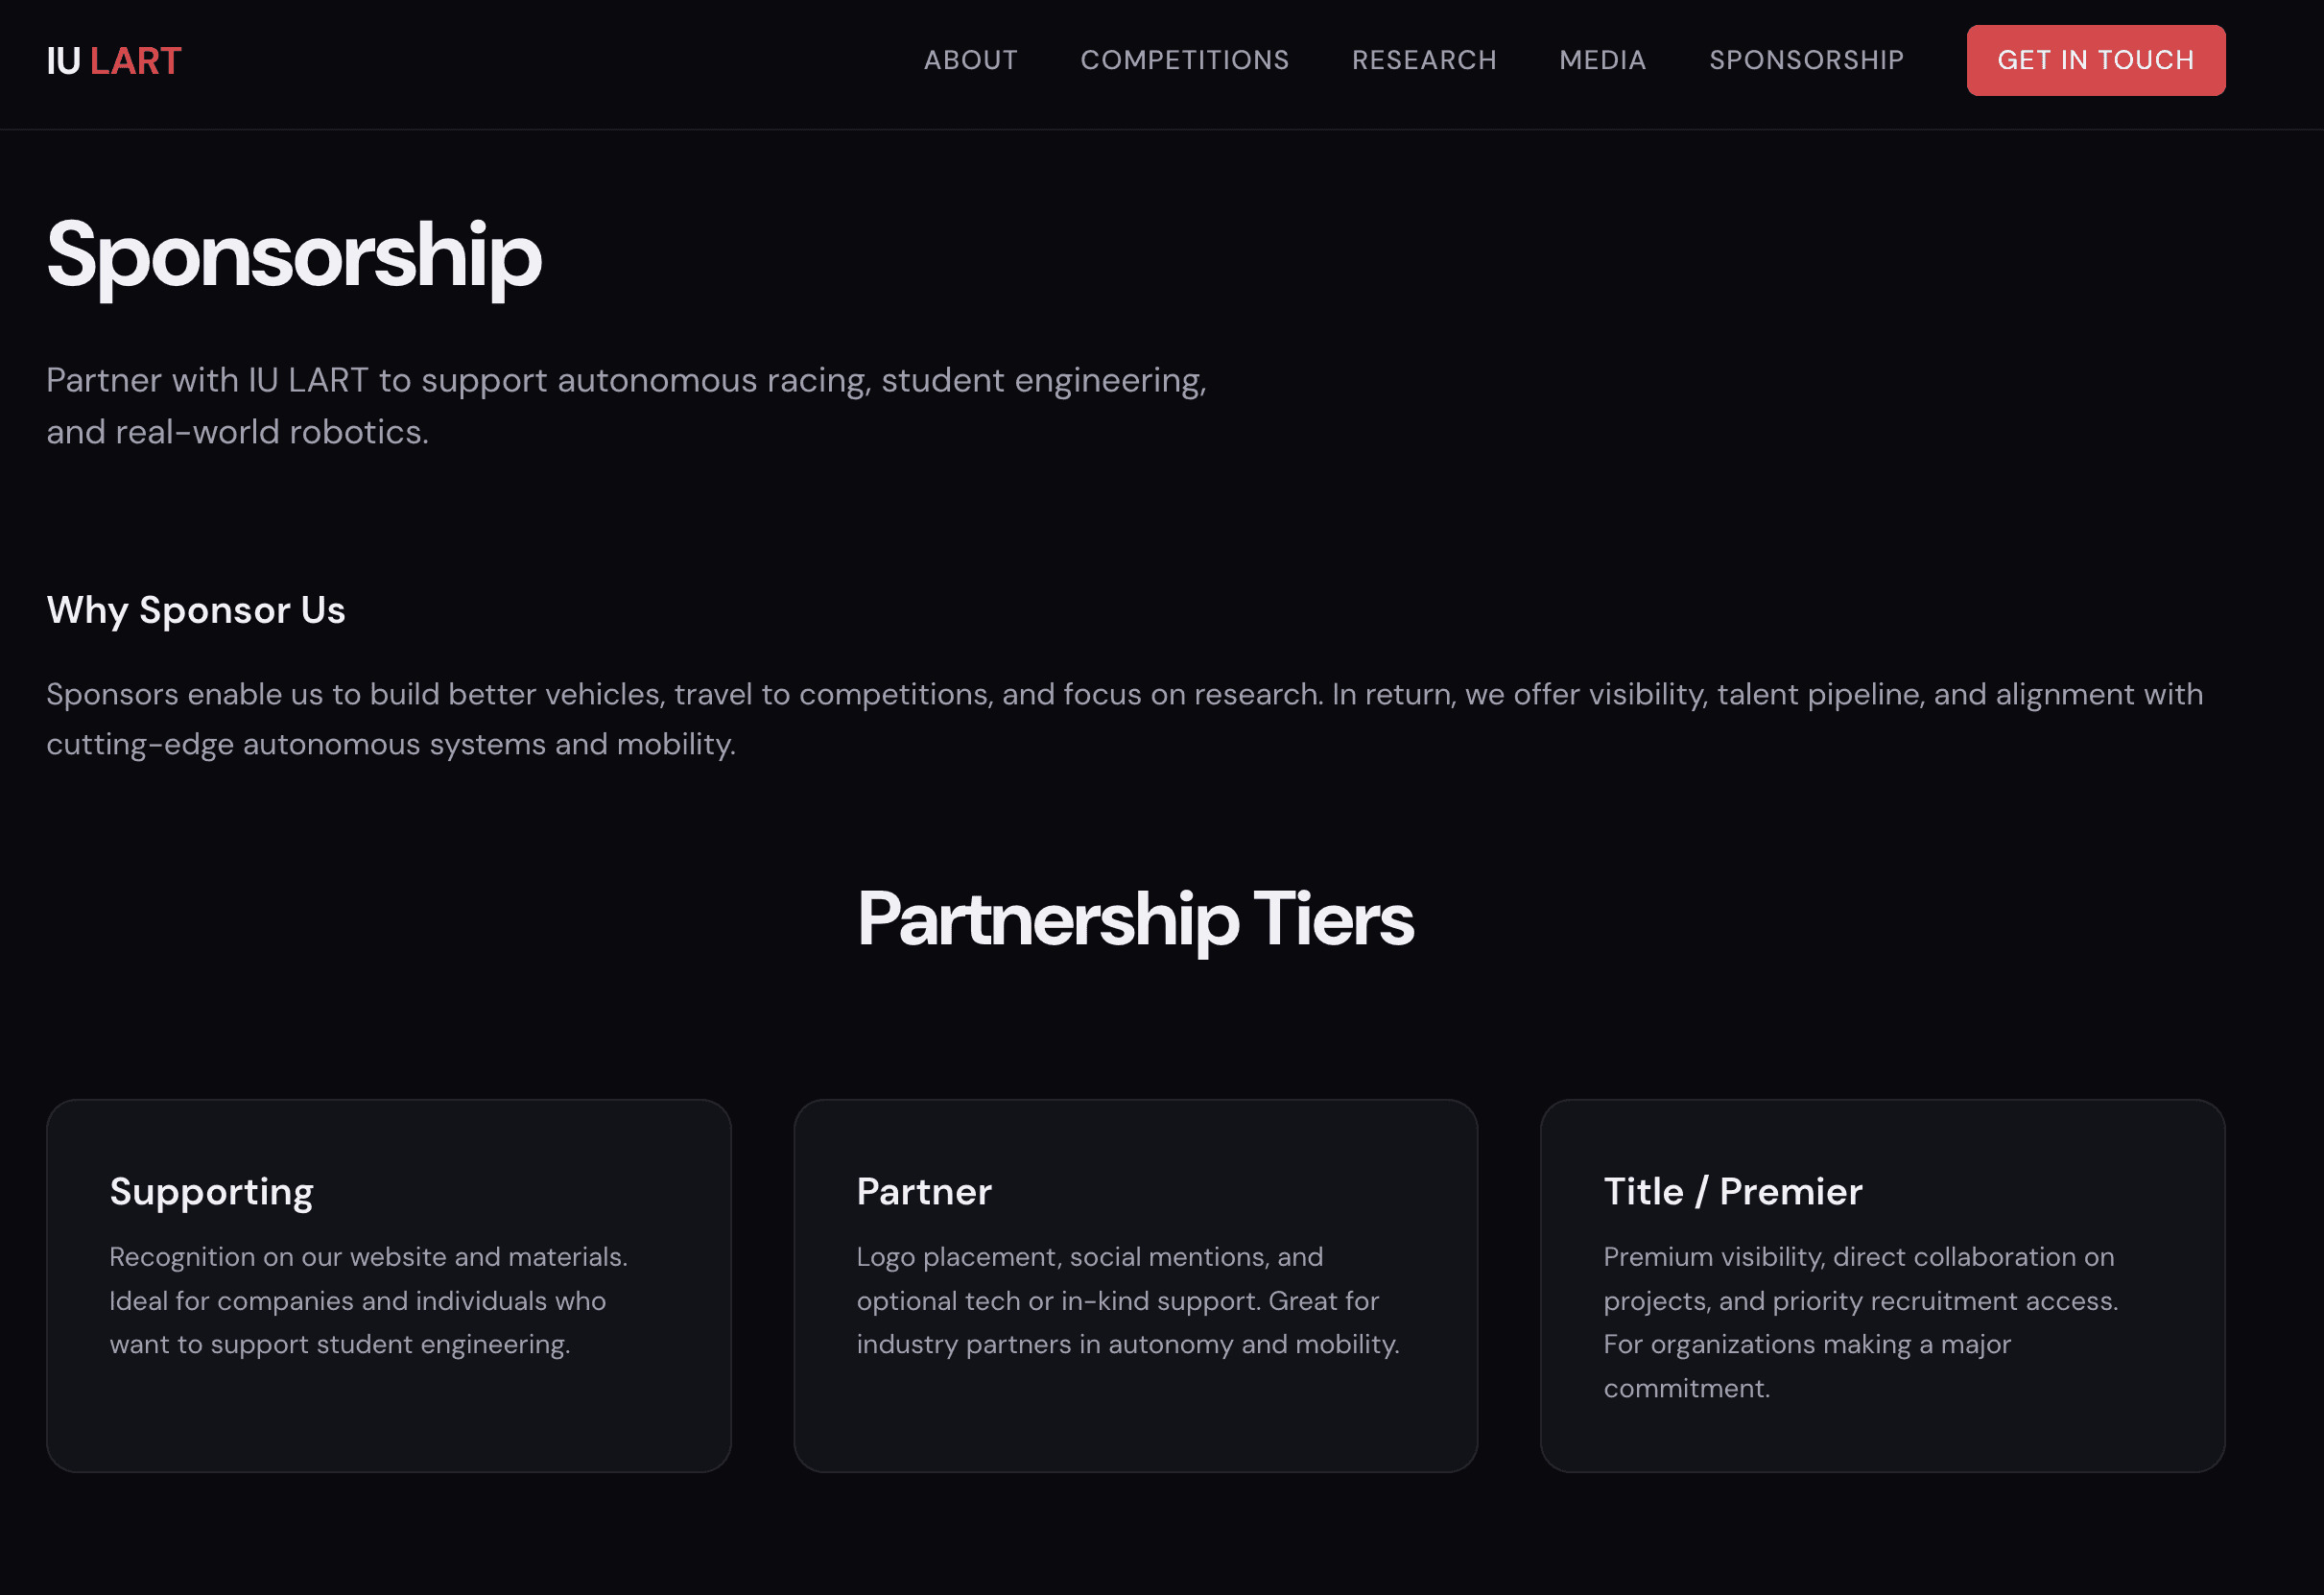 IU LART
ABOUT
COMPETITIONS
RESEARCH
MEDIA
SPONSORSHIP
GET IN TOUCH
Sponsorship
Partner with IU LART to support autonomous racing, student engineering,
and real-world robotics.
Why Sponsor Us
Sponsors enable us to build better vehicles, travel to competitions, and focus on research. In return, we offer visibility, talent pipeline, and alignment with
cutting-edge autonomous systems and mobility.
Partnership Tiers
Supporting
Recognition on our website and materials.
Ideal for companies and individuals who
want to support student engineering.
Partner
Logo placement, social mentions, and
optional tech or in-kind support. Great for
industry partners in autonomy and mobility.
Title / Premier
Premium visibility, direct collaboration on
projects, and priority recruitment access.
For organizations making a major
commitment.